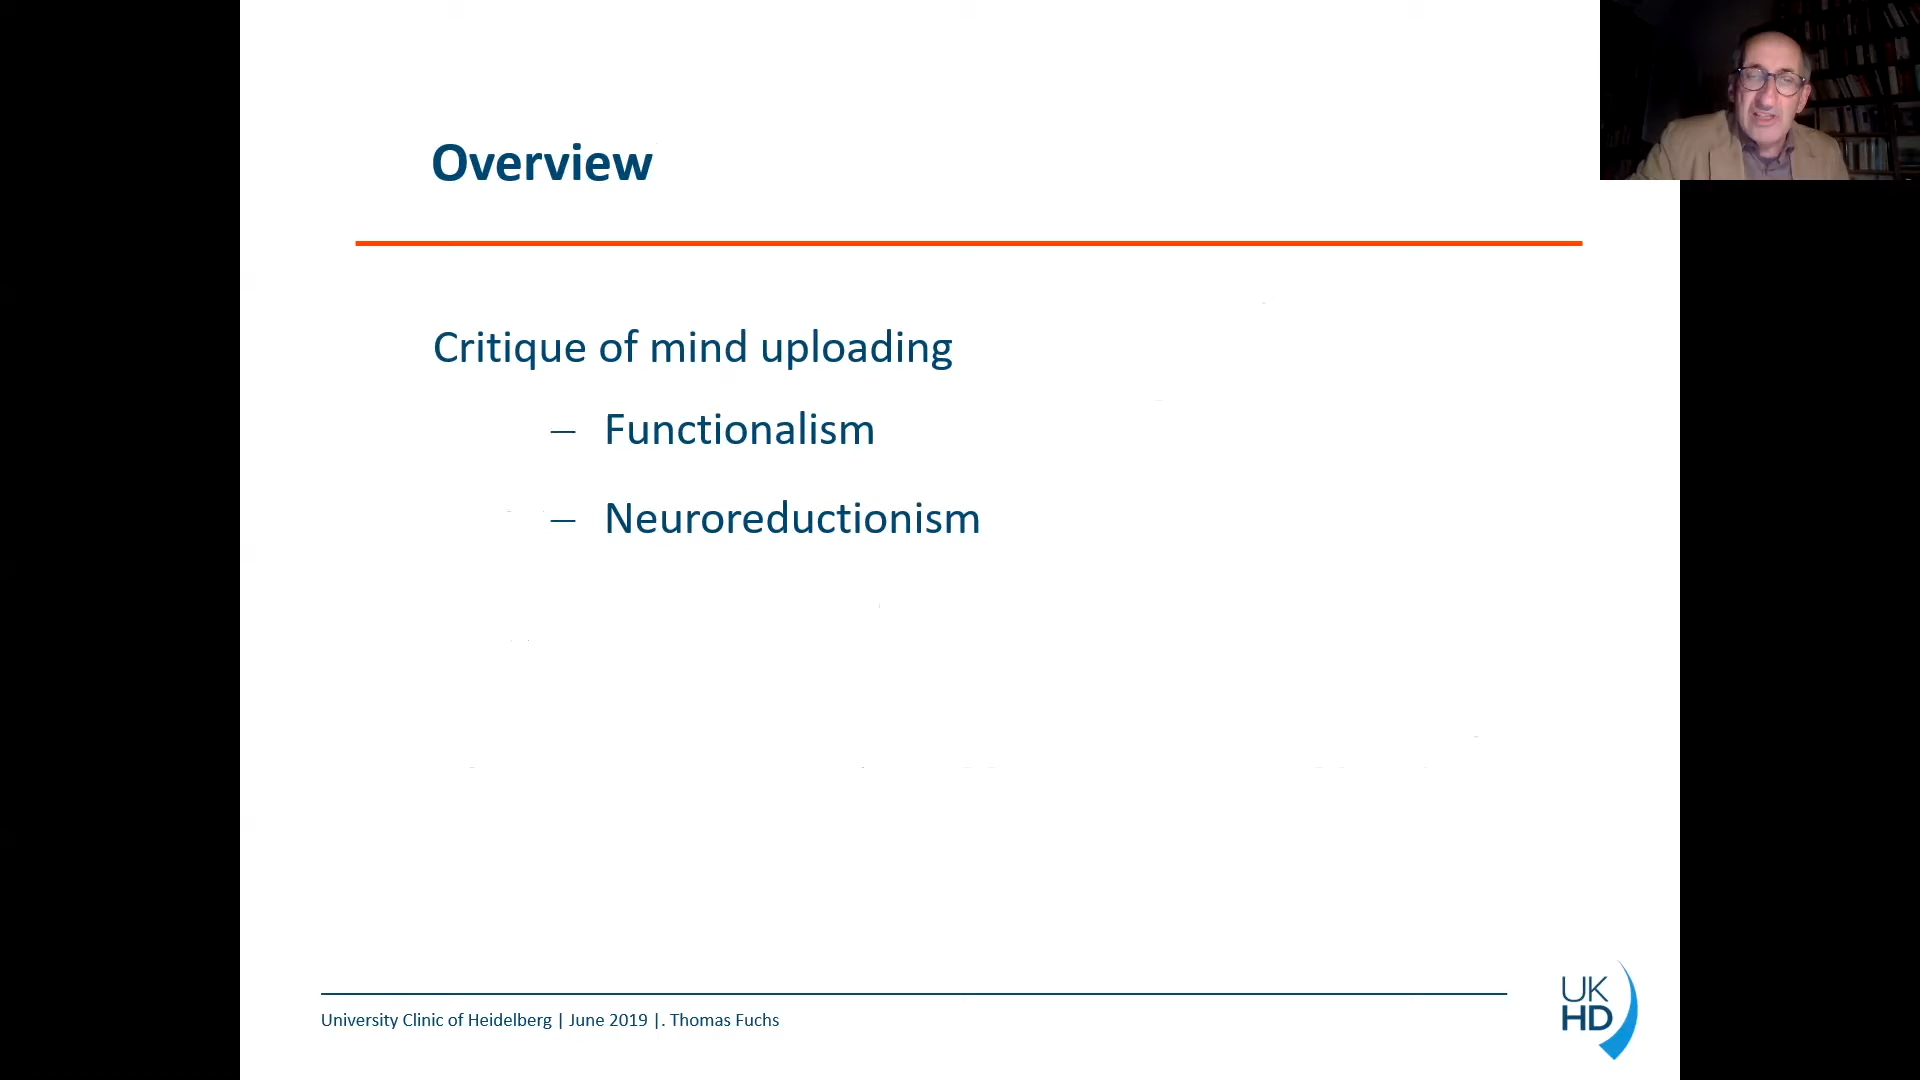 Overview
Critique of mind uploading
– Functionalism
– Neuroreductionism
University Clinic of Heidelberg | June 2019 |. Thomas Fuchs
UK
HD